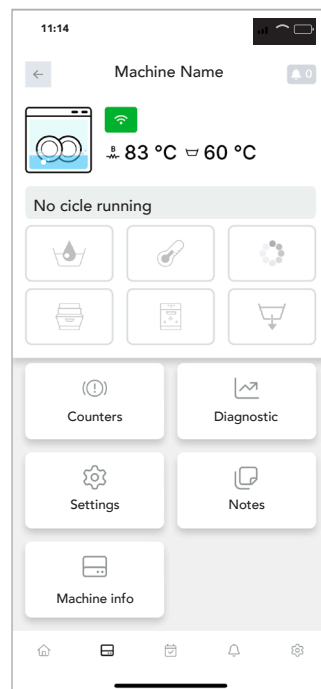 11:14
Machine Name
0
B 83 °C 60 °C
No cicle running
Counters
Diagnostic
Settings
Notes
Machine info